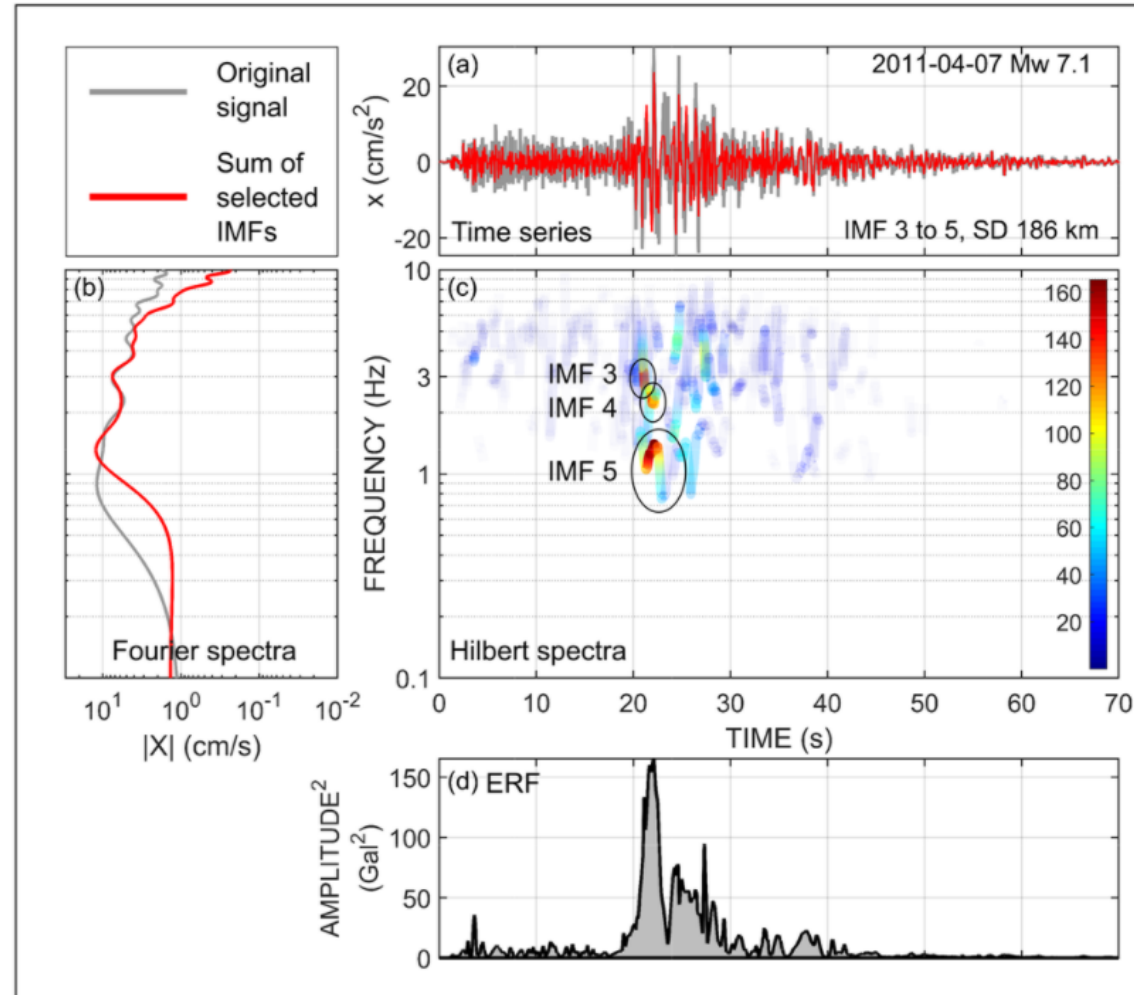 Original
signal
Sum of
selected
IMFs
(a)
2011-04-07 Mw 7.1
20
0
-20
x (cm/s²)
Time series
IMF 3 to 5, SD 186 km
(b)
Fourier spectra
10¹ 10⁰ 10⁻¹ 10⁻²
|X| (cm/s)
(c)
10
3
1
0.1
FREQUENCY (Hz)
IMF 3
IMF 4
IMF 5
160
140
120
100
80
60
40
20
Hilbert spectra
0 10 20 30 40 50 60 70
TIME (s)
(d) ERF
150
100
50
0
AMPLITUDE²
(Gal²)